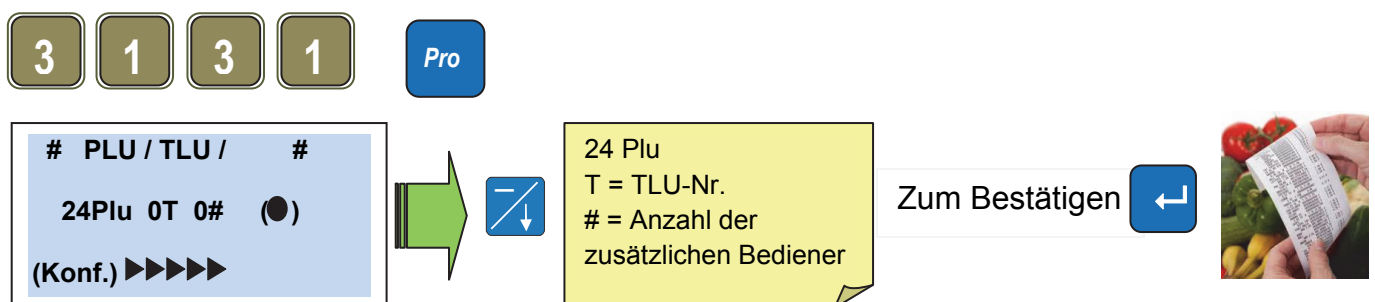 3 1 3 1 Pro
# PLU / TLU / #
24Plu 0T 0# (●)
(Konf.) ▶▶▶▶▶
24 Plu
T = TLU-Nr.
# = Anzahl der
zusätzlichen Bediener
Zum Bestätigen